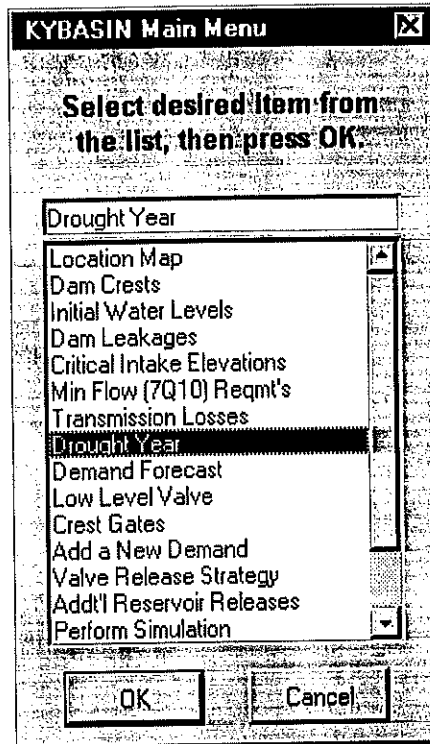 KYBASIN Main Menu
Select desired item from
the list, then press OK.
Drought Year
Location Map
Dam Crests
Initial Water Levels
Dam Leakages
Critical Intake Elevations
Min Flow (7Q10) Reqmt's
Transmission Losses
Drought Year
Demand Forecast
Low Level Valve
Crest Gates
Add a New Demand
Valve Release Strategy
Addt'l Reservoir Releases
Perform Simulation
OK
Cancel